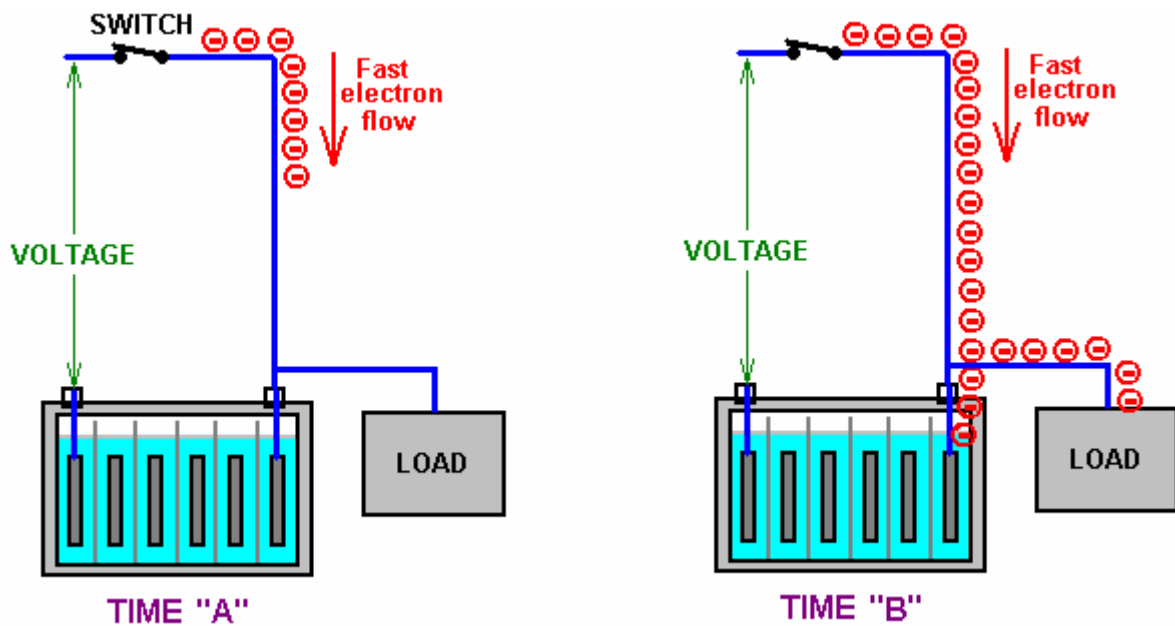 SWITCH
Fast
electron
flow
VOLTAGE
LOAD
TIME "A"
Fast
electron
flow
VOLTAGE
LOAD
TIME "B"